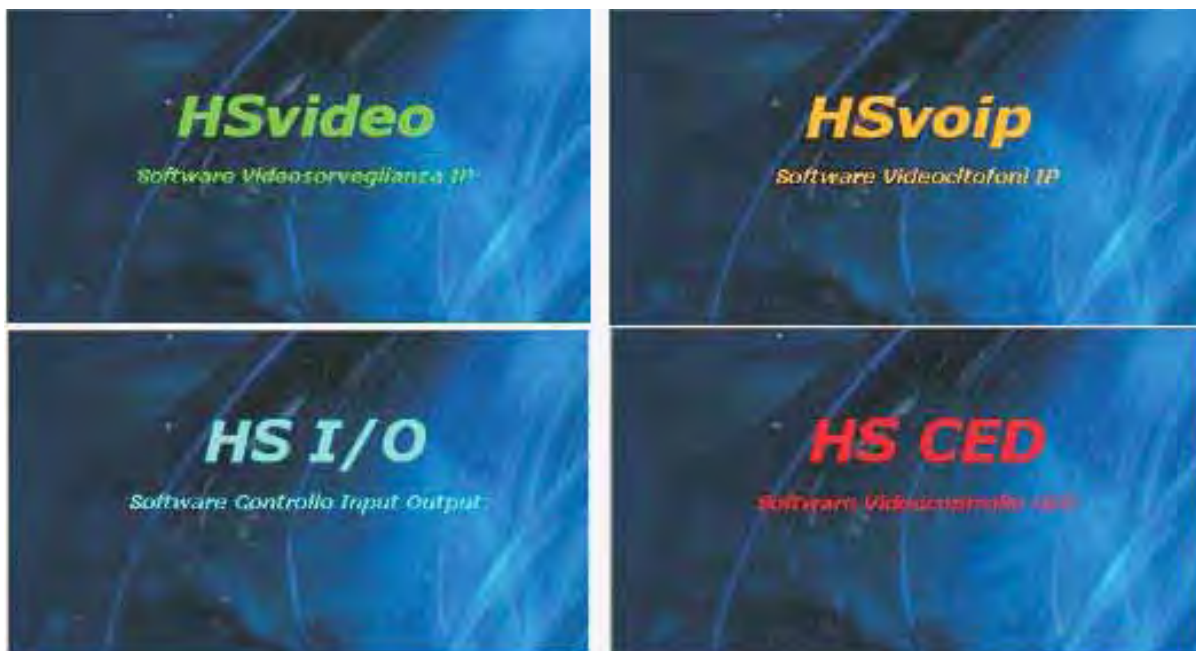 HSvideo
Software Videosorveglianza IP
HSvoip
Software Videocitofoni IP
HS I/O
Software Controllo Input Output
HS CED
Software Videocontrollo